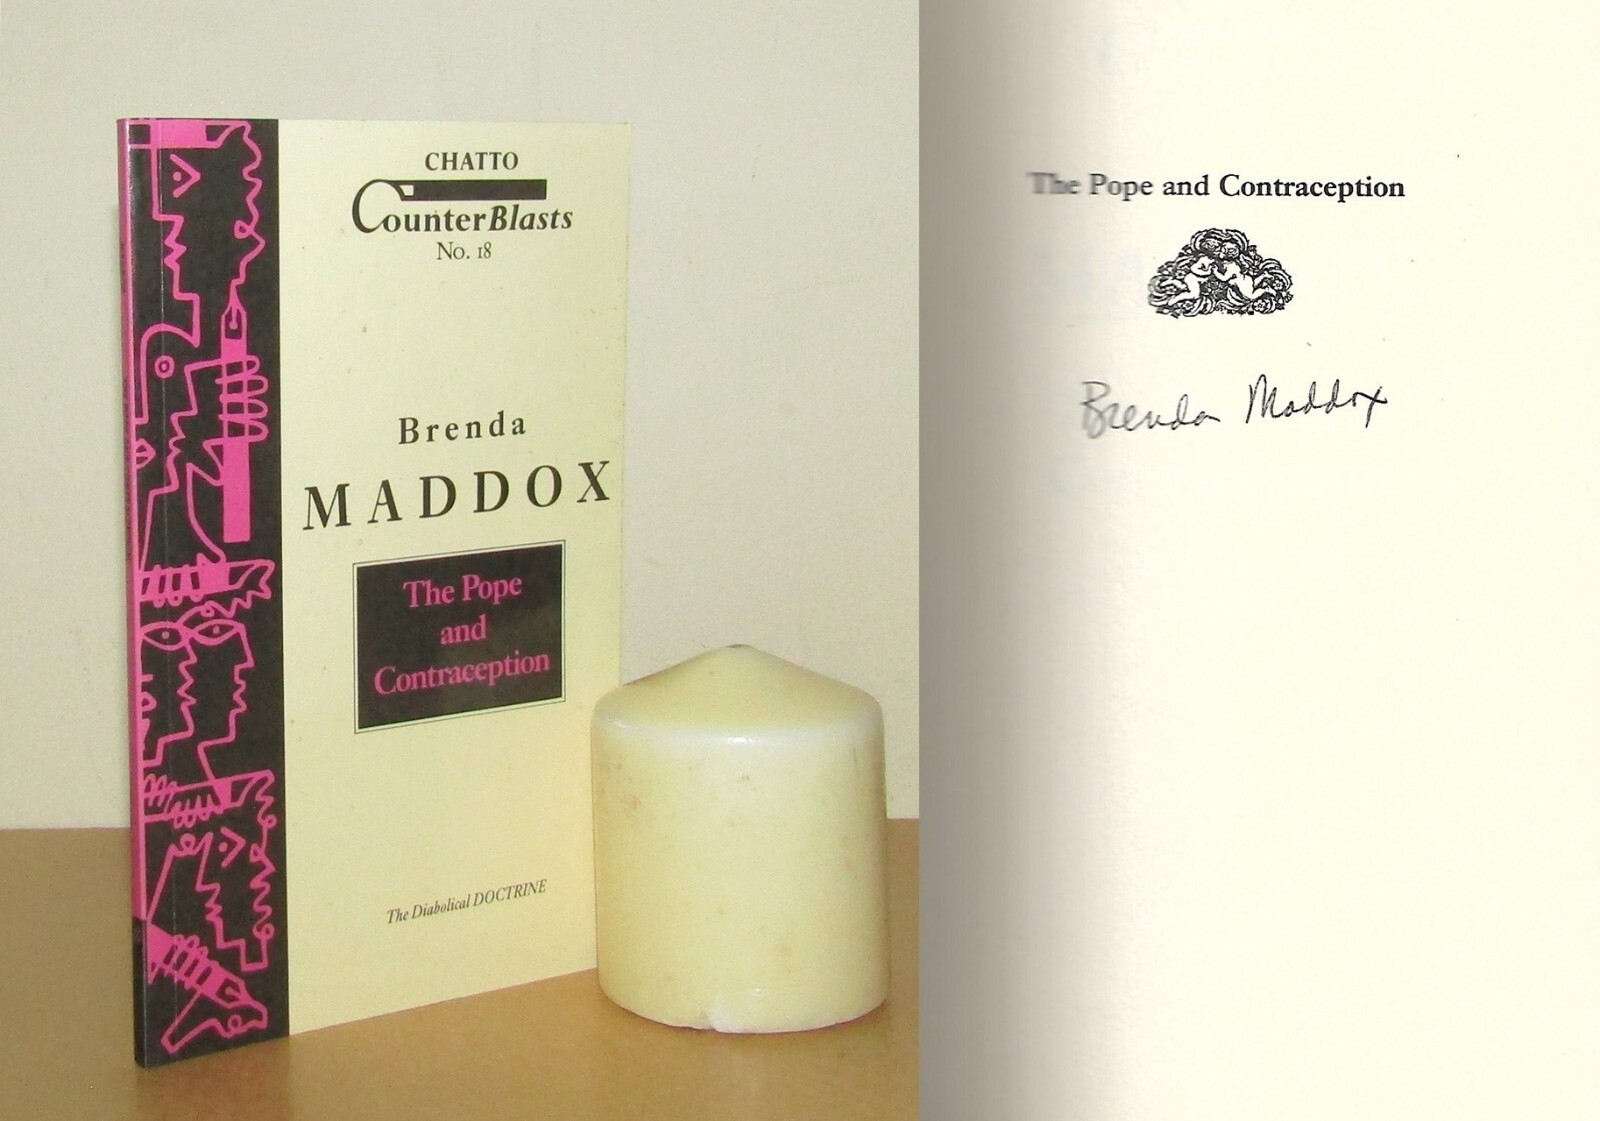 CHATTO
CounterBlasts
No. 18
Brenda
MADDOX
The Pope
and
Contraception
The Diabolical DOCTRINE
The Pope and Contraception
Brenda Maddox